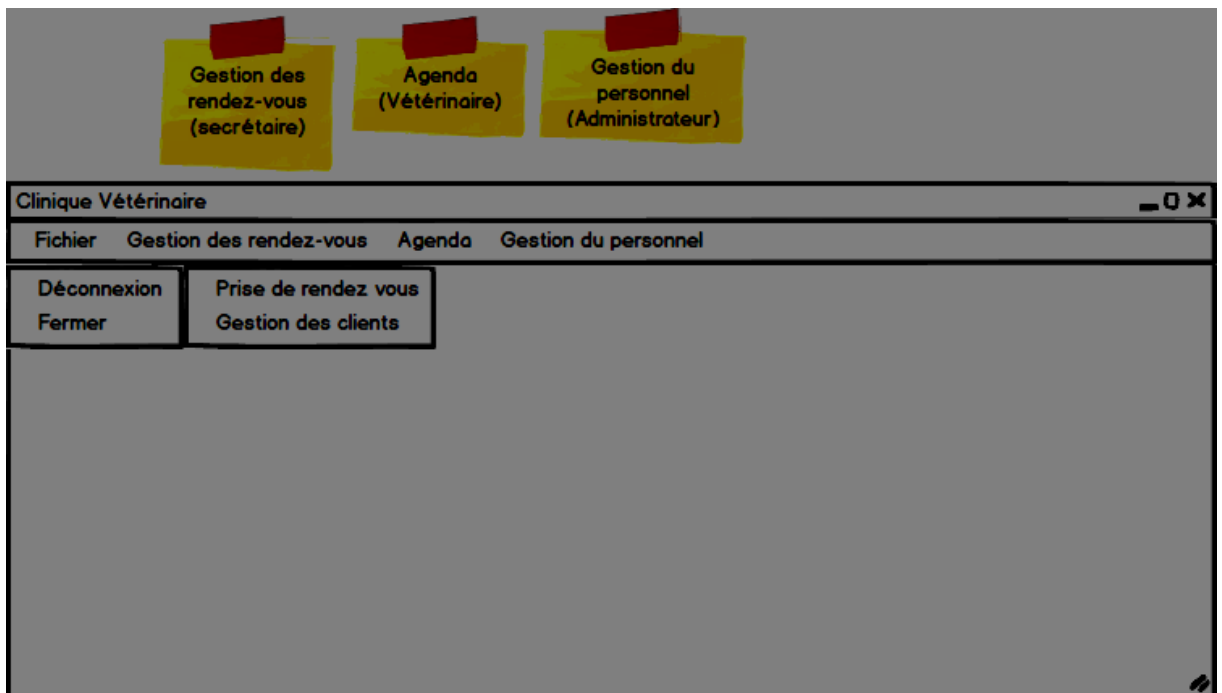 Gestion des
rendez-vous
(secrétaire)
Agenda
(Vétérinaire)
Gestion du
personnel
(Administrateur)
Clinique Vétérinaire
Fichier Gestion des rendez-vous Agenda Gestion du personnel
Déconnexion Prise de rendez vous
Fermer Gestion des clients